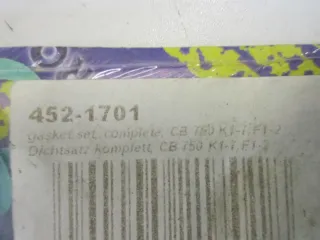 452-1701
gasket set, complete, CB 750 K1-7,F1-2
Dichtsatz komplett CB 750 K1-7,F1-2